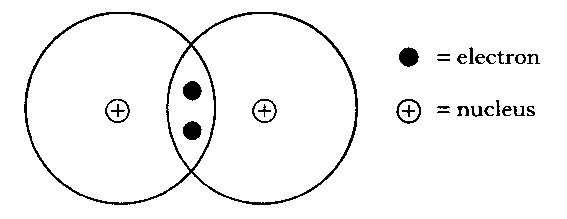 = electron
= nucleus